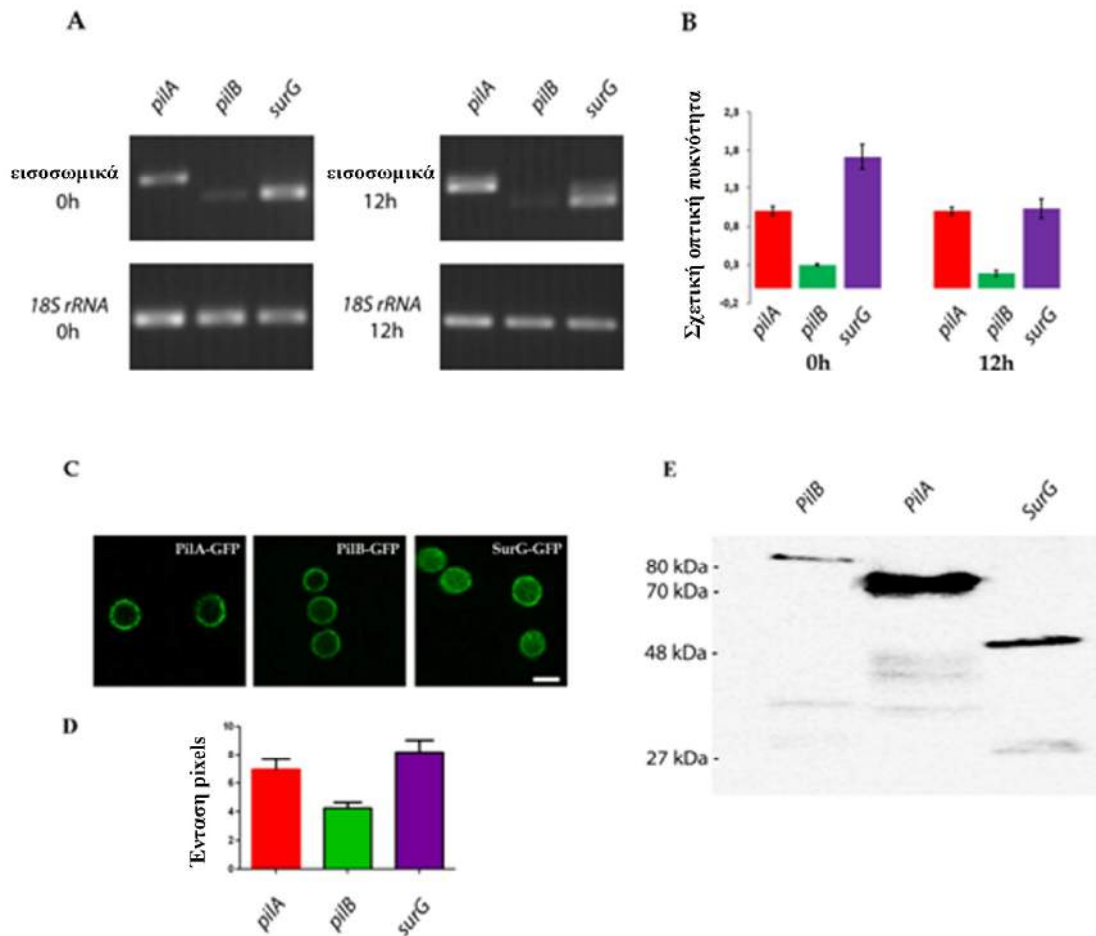 A
pilA pilB surG
εισοσωμικά
0h
18S rRNA
0h
pilA pilB surG
εισοσωμικά
12h
18S rRNA
12h
B
Σχετική οπτική πυκνότητα
2,3
1,8
1,3
0,8
0,3
-0,2
pilA pilB surG pilA pilB surG
0h 12h
C
PilA-GFP PilB-GFP SurG-GFP
D
Ένταση pixels
10
8
6
4
2
0
pilA pilB surG
E
PilB PilA SurG
80 kDa -
70 kDa -
48 kDa -
27 kDa -